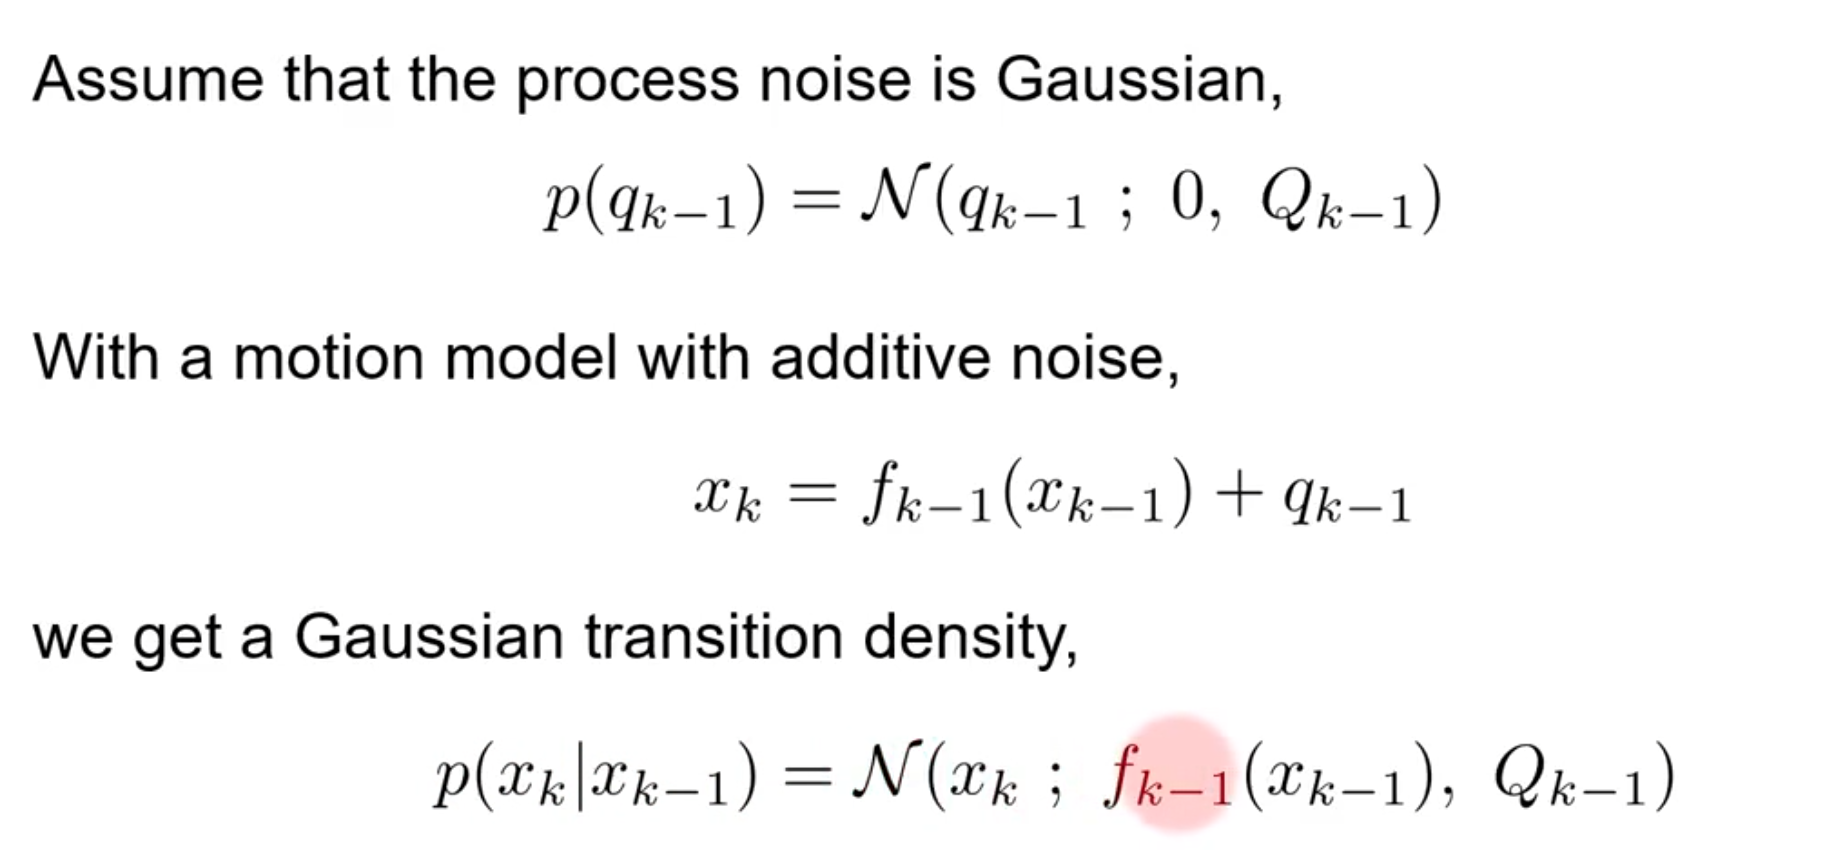 Assume that the process noise is Gaussian,
p(q_{k−1}) = 𝒩(q_{k−1} ; 0, Q_{k−1})
With a motion model with additive noise,
x_k = f_{k−1}(x_{k−1}) + q_{k−1}
we get a Gaussian transition density,
p(x_k|x_{k−1}) = 𝒩(x_k ; f_{k−1}(x_{k−1}), Q_{k−1})